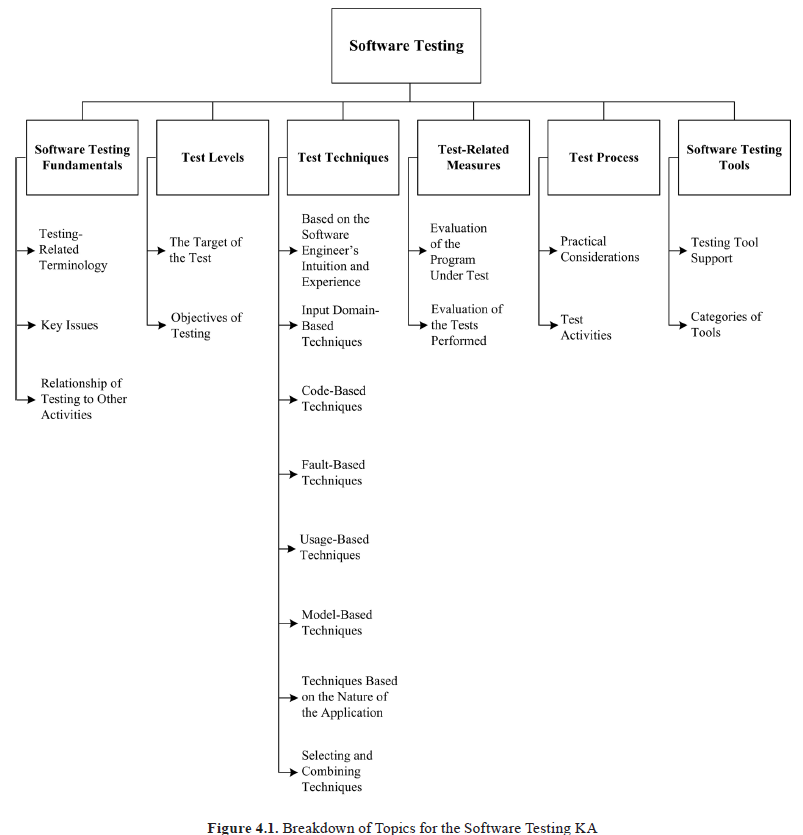 Software Testing
Software Testing
Fundamentals
Test Levels
Test Techniques
Test-Related
Measures
Test Process
Software Testing
Tools
Testing-
Related
Terminology
Key Issues
Relationship of
Testing to Other
Activities
The Target of
the Test
Objectives of
Testing
Based on the
Software
Engineer's
Intuition and
Experience
Input Domain-
Based
Techniques
Code-Based
Techniques
Fault-Based
Techniques
Usage-Based
Techniques
Model-Based
Techniques
Techniques Based
on the Nature of
the Application
Selecting and
Combining
Techniques
Evaluation
of the
Program
Under Test
Evaluation of
the Tests
Performed
Practical
Considerations
Test
Activities
Testing Tool
Support
Categories of
Tools
Figure 4.1. Breakdown of Topics for the Software Testing KA